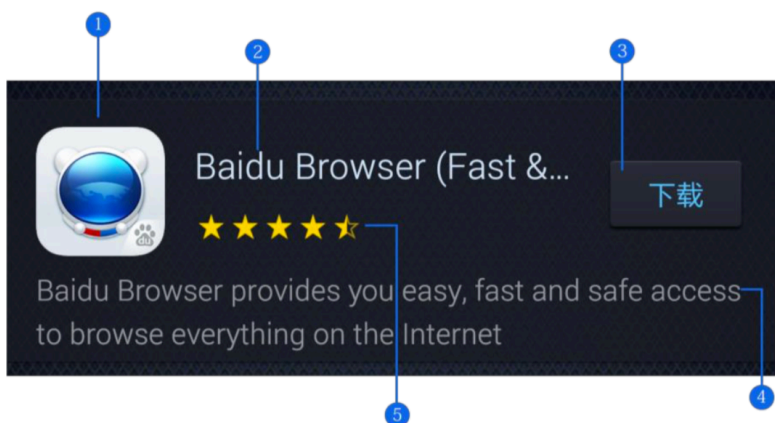 1
2
3
Baidu Browser (Fast &...
下载
du
Baidu Browser provides you easy, fast and safe access
to browse everything on the Internet
4
5